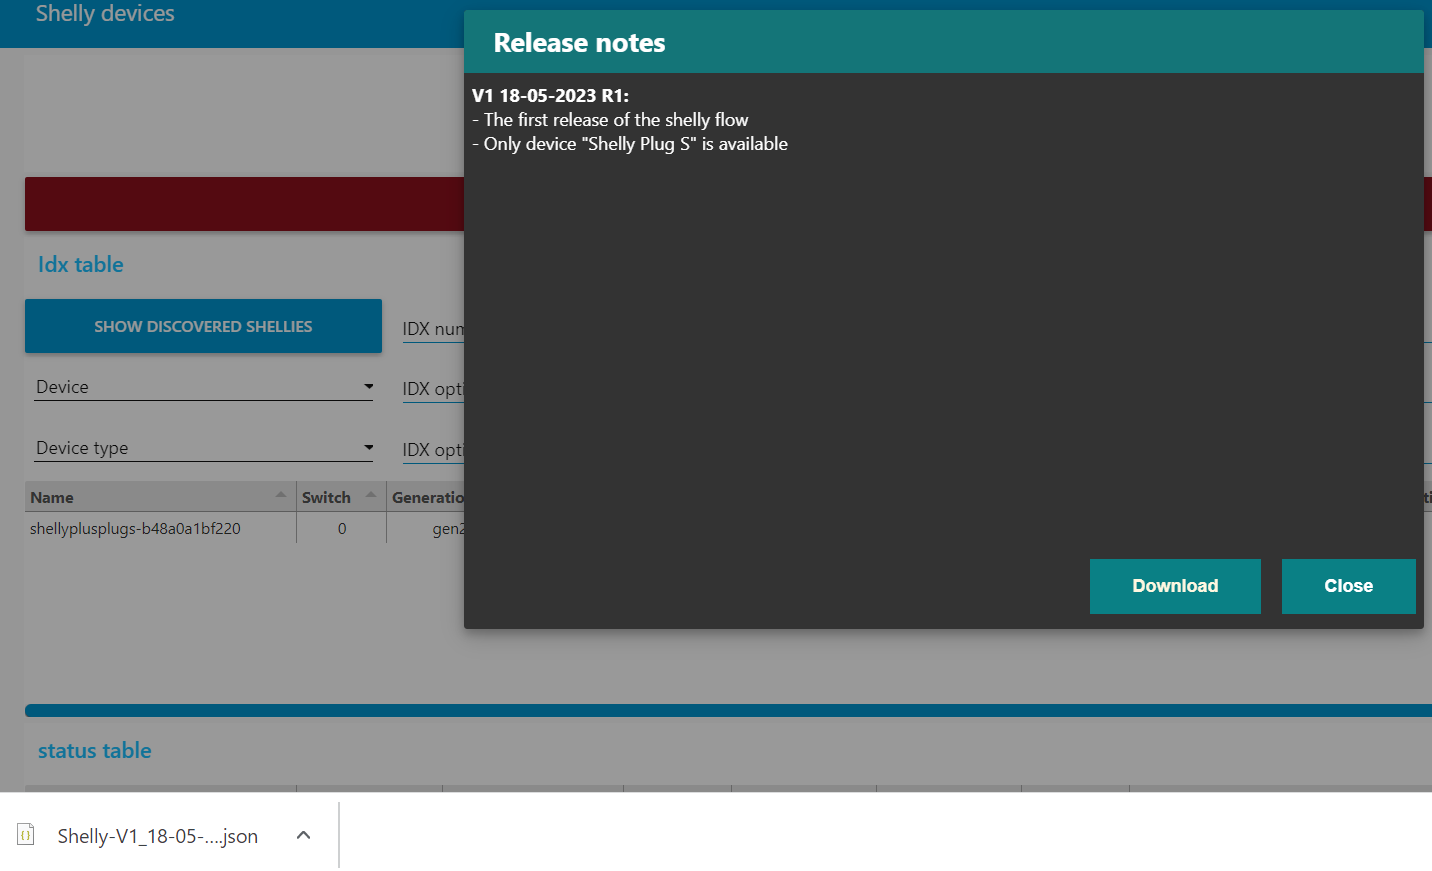 Shelly devices
Release notes
V1 18-05-2023 R1:
- The first release of the shelly flow
- Only device "Shelly Plug S" is available
Idx table
SHOW DISCOVERED SHELLIES
IDX num
Device
IDX opti
Device type
IDX opti
Name Switch Generatio
shellyplusplugs-b48a0a1bf220 0 gen2
Download Close
status table
Shelly-V1_18-05-....json